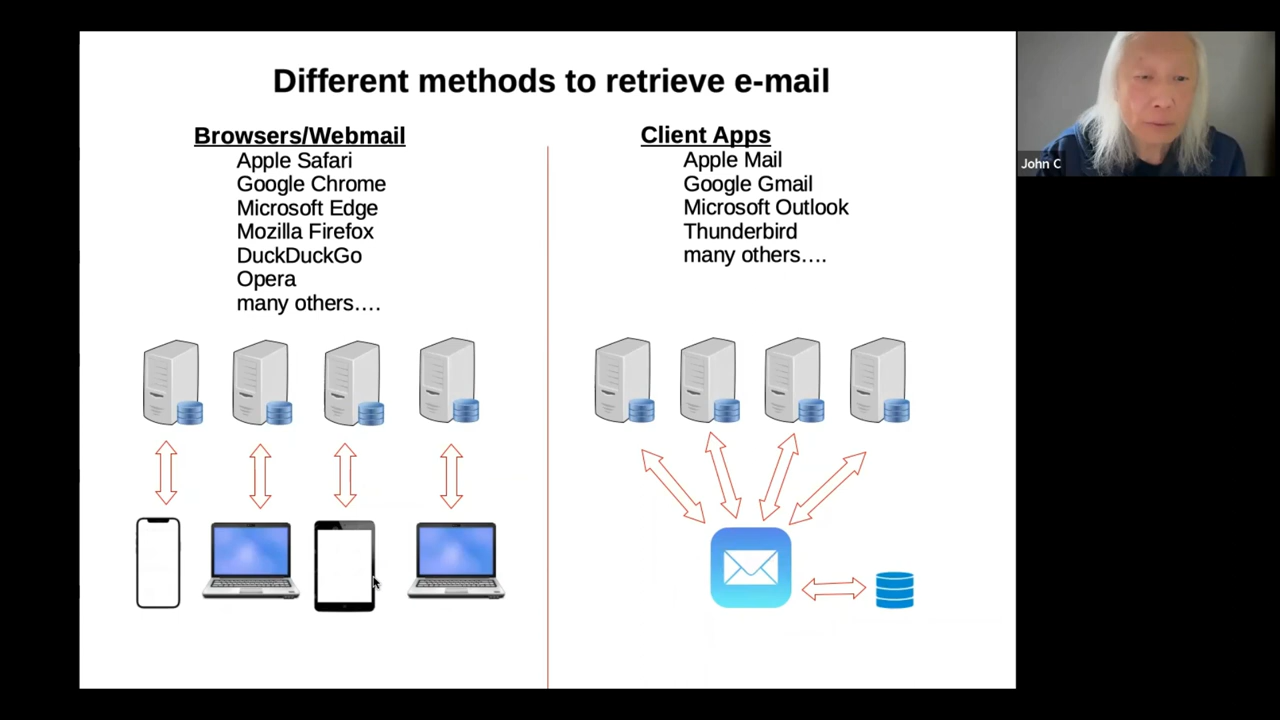 Different methods to retrieve e-mail
Browsers/Webmail
Apple Safari
Google Chrome
Microsoft Edge
Mozilla Firefox
DuckDuckGo
Opera
many others….
Client Apps
Apple Mail
Google Gmail
Microsoft Outlook
Thunderbird
many others….
John C